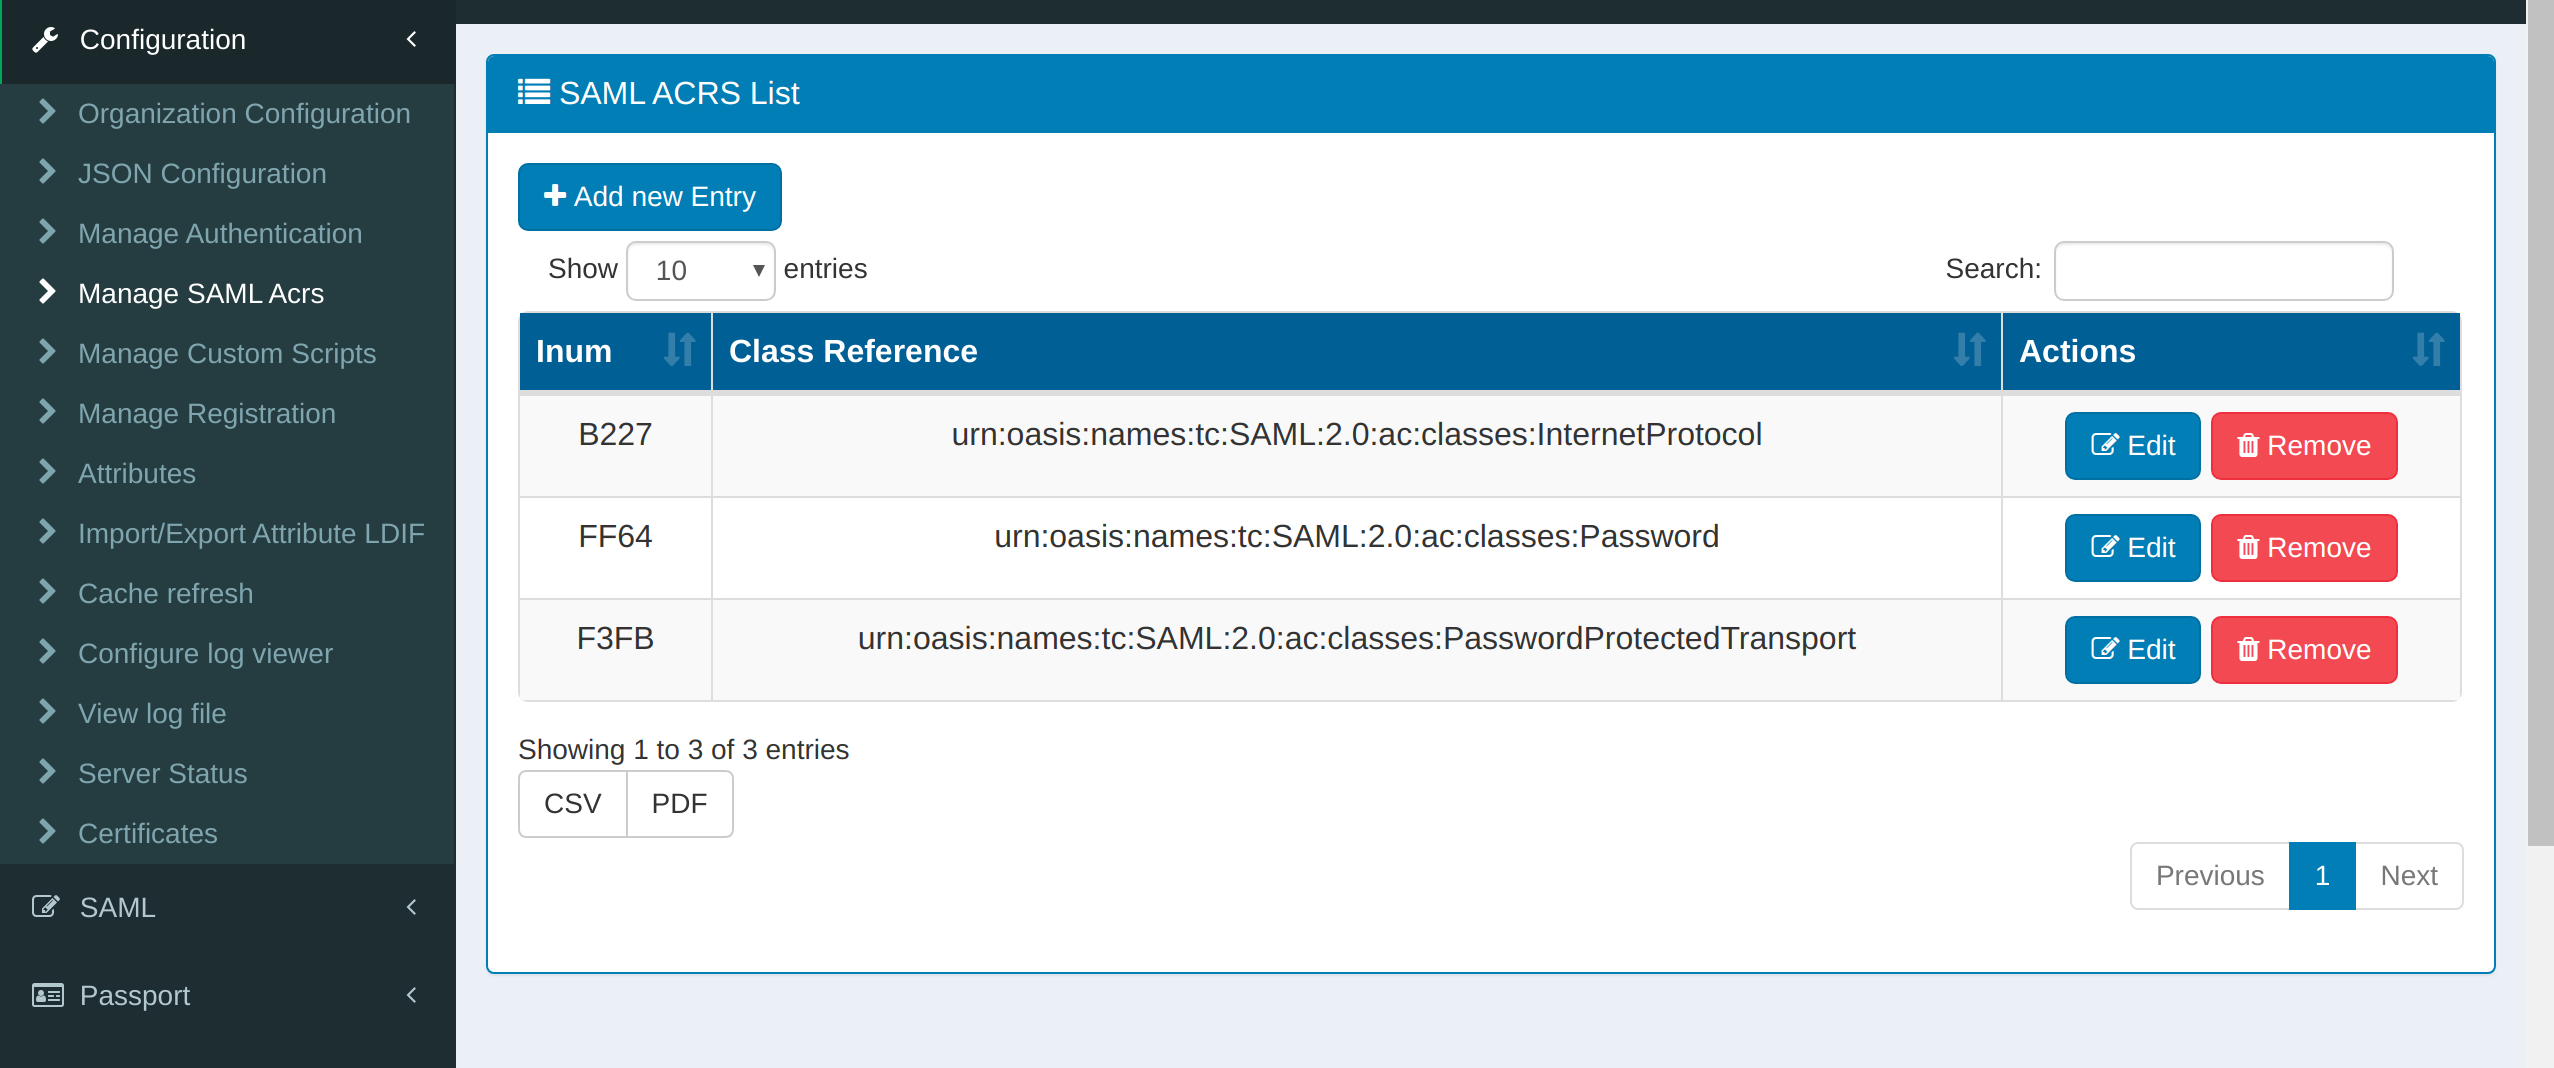 Configuration
Organization Configuration
JSON Configuration
Manage Authentication
Manage SAML Acrs
Manage Custom Scripts
Manage Registration
Attributes
Import/Export Attribute LDIF
Cache refresh
Configure log viewer
View log file
Server Status
Certificates
SAML
Passport
SAML ACRS List
Add new Entry
Show 10 entries Search:
Inum Class Reference Actions
B227 urn:oasis:names:tc:SAML:2.0:ac:classes:InternetProtocol Edit Remove
FF64 urn:oasis:names:tc:SAML:2.0:ac:classes:Password Edit Remove
F3FB urn:oasis:names:tc:SAML:2.0:ac:classes:PasswordProtectedTransport Edit Remove
Showing 1 to 3 of 3 entries
CSV PDF
Previous 1 Next